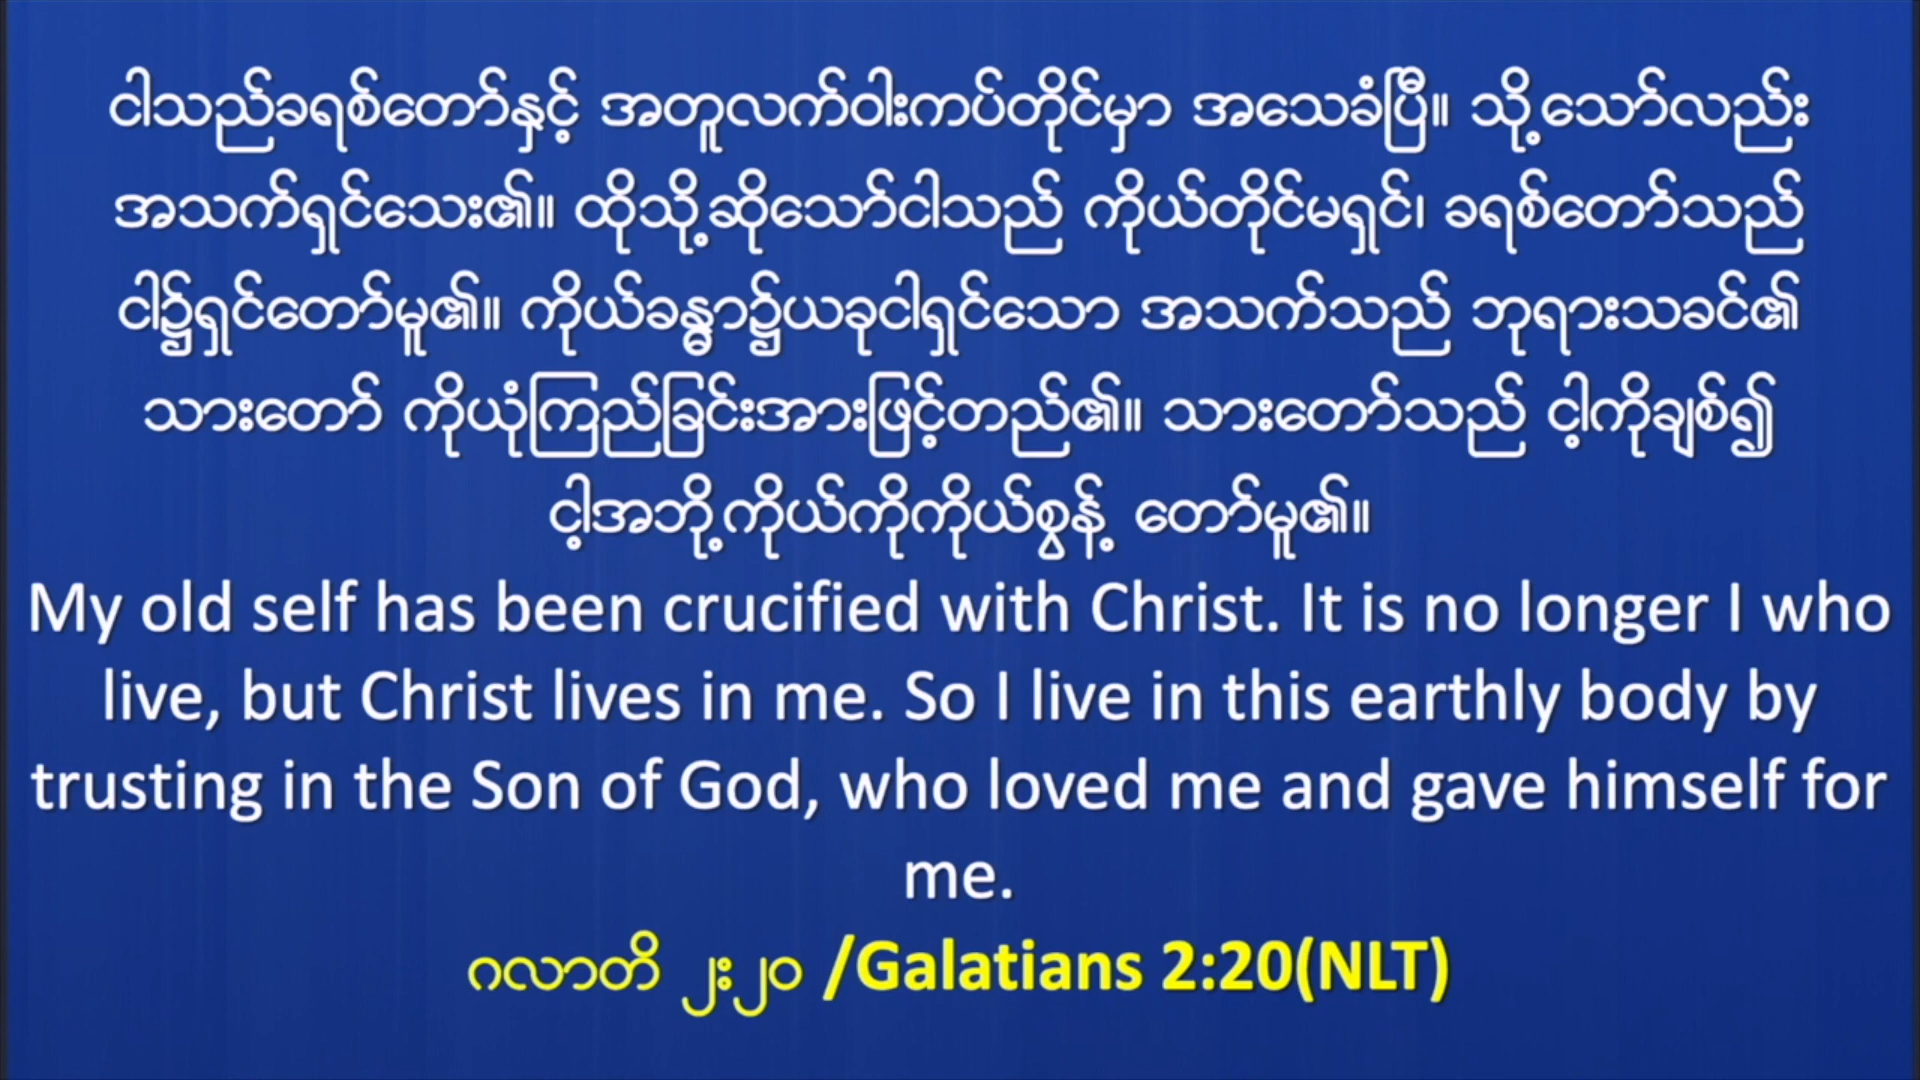 ငါသည်ခရစ်တော်နှင့် အတူလက်ဝါးကပ်တိုင်မှာ အသေခံပြီ။ သို့သော်လည်း
အသက်ရှင်သေး၏။ ထိုသို့ဆိုသော်ငါသည် ကိုယ်တိုင်မရှင်၊ ခရစ်တော်သည်
ငါ၌ရှင်တော်မူ၏။ ကိုယ်ခန္ဓာ၌ယခုငါရှင်သော အသက်သည် ဘုရားသခင်၏
သားတော် ကိုယုံကြည်ခြင်းအားဖြင့်တည်၏။ သားတော်သည် ငါ့ကိုချစ်၍
ငါ့အဘို့ကိုယ်ကိုကိုယ်စွန့် တော်မူ၏။
My old self has been crucified with Christ. It is no longer I who
live, but Christ lives in me. So I live in this earthly body by
trusting in the Son of God, who loved me and gave himself for
me.
ဂလာတိ ၂း၂၀ /Galatians 2:20(NLT)